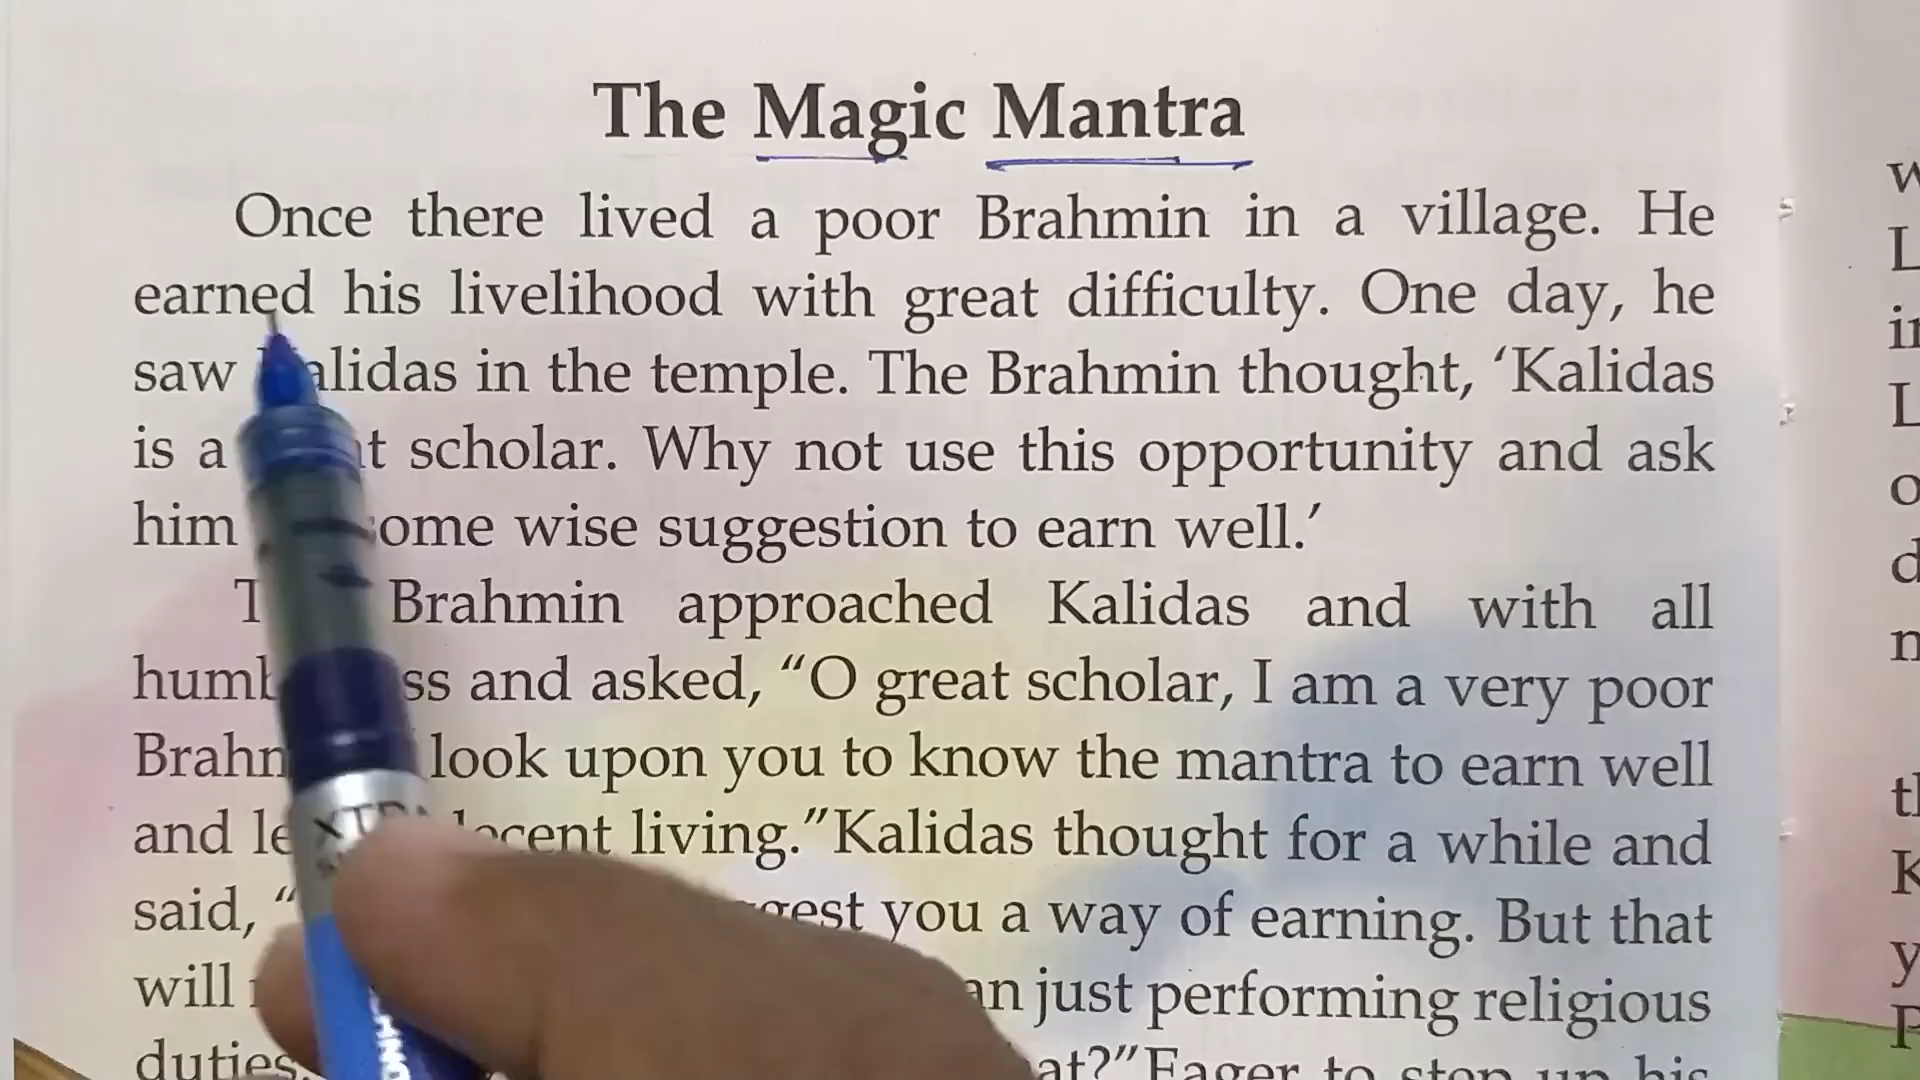 The Magic Mantra
Once there lived a poor Brahmin in a village. He
earned his livelihood with great difficulty. One day, he
saw Kalidas in the temple. The Brahmin thought, ‘Kalidas
is a scholar. Why not use this opportunity and ask
him some wise suggestion to earn well.’
Brahmin approached Kalidas and with all
and asked, “O great scholar, I am a very poor
look upon you to know the mantra to earn well
and decent living.”Kalidas thought for a while and
said, “ you a way of earning. But that
will just performing religious
duties.